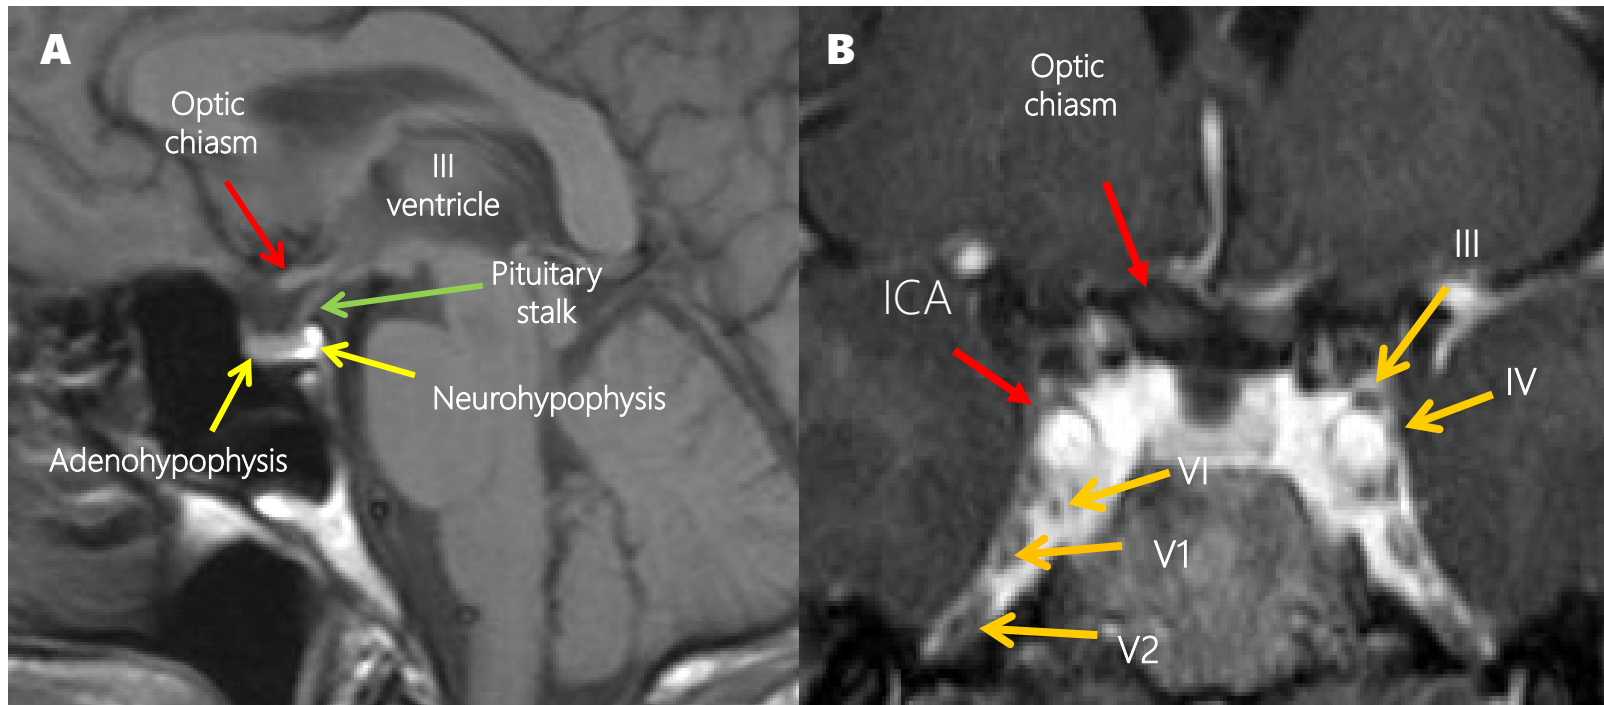 A
Optic
chiasm
III
ventricle
Pituitary
stalk
Neurohypophysis
Adenohypophysis
B
Optic
chiasm
III
ICA
IV
VI
V1
V2